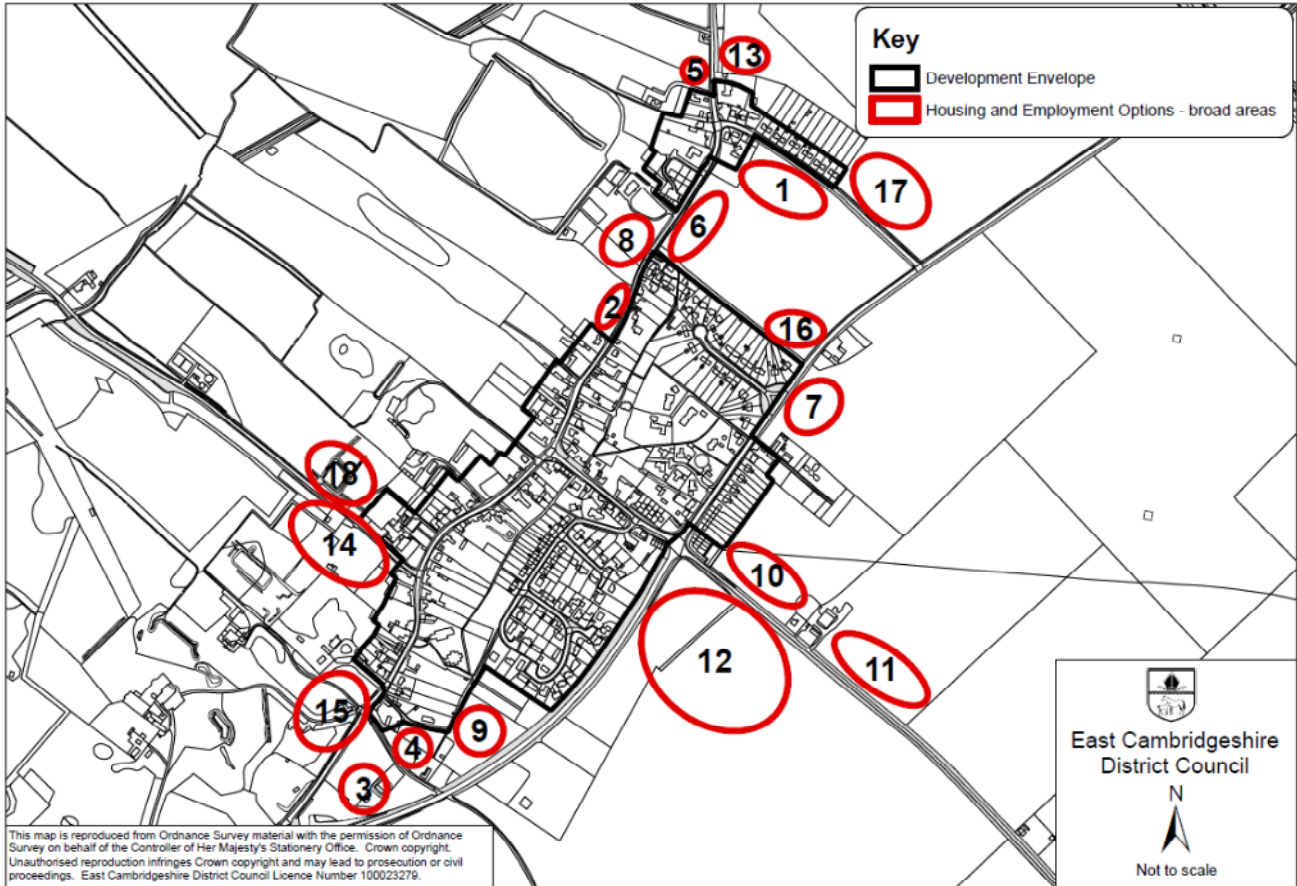 Key
Development Envelope
Housing and Employment Options - broad areas
13
5
1
17
6
8
2
16
7
18
14
10
12
11
15
9
4
3
East Cambridgeshire
District Council
N
Not to scale
This map is reproduced from Ordnance Survey material with the permission of Ordnance
Survey on behalf of the Controller of Her Majesty's Stationery Office. Crown copyright.
Unauthorised reproduction infringes Crown copyright and may lead to prosecution or civil
proceedings. East Cambridgeshire District Council Licence Number 100023279.